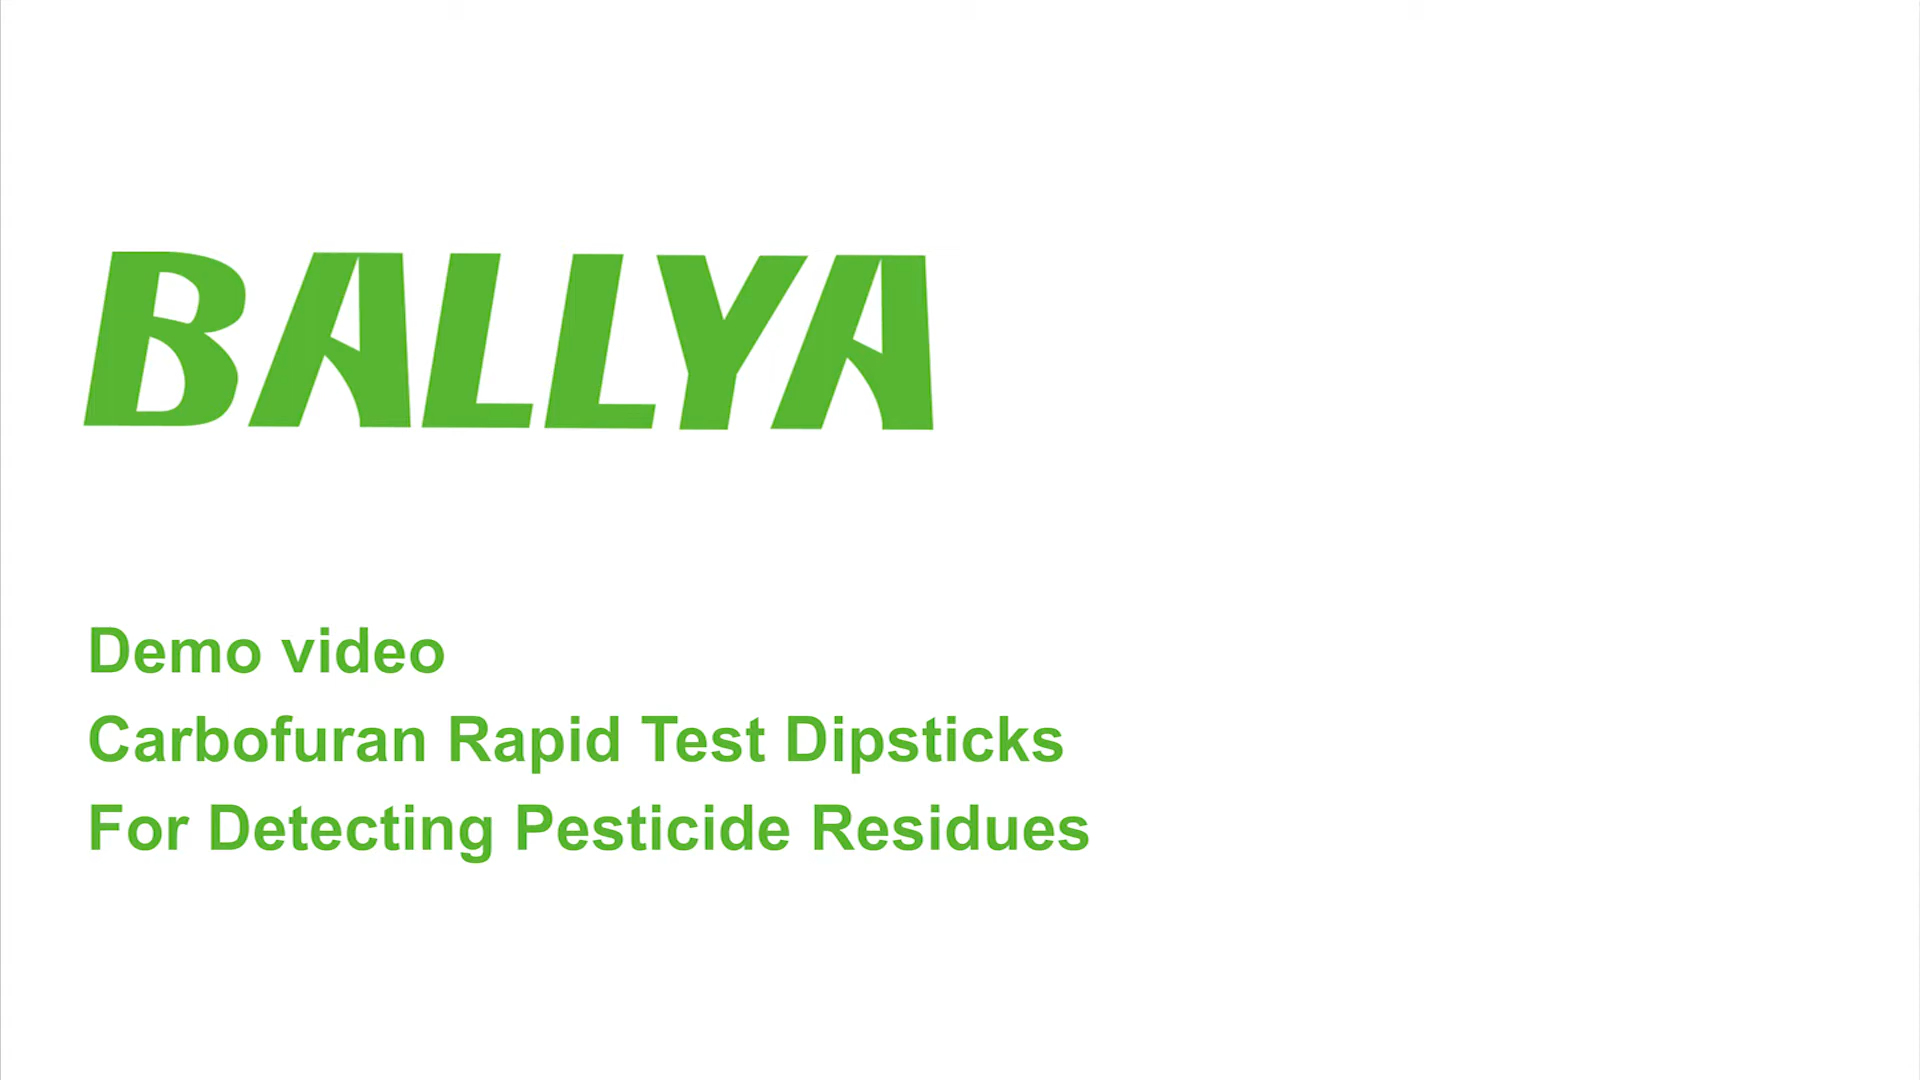 BALLYA
Demo video
Carbofuran Rapid Test Dipsticks
For Detecting Pesticide Residues